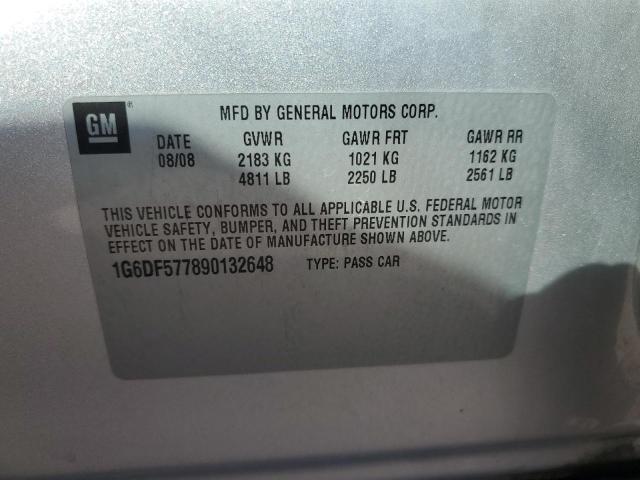 GM ®
MFD BY GENERAL MOTORS CORP.
DATE GVWR GAWR FRT GAWR RR
08/08 2183 KG 1021 KG 1162 KG
4811 LB 2250 LB 2561 LB
THIS VEHICLE CONFORMS TO ALL APPLICABLE U.S. FEDERAL MOTOR
VEHICLE SAFETY, BUMPER, AND THEFT PREVENTION STANDARDS IN
EFFECT ON THE DATE OF MANUFACTURE SHOWN ABOVE.
1G6DF577890132648 TYPE: PASS CAR